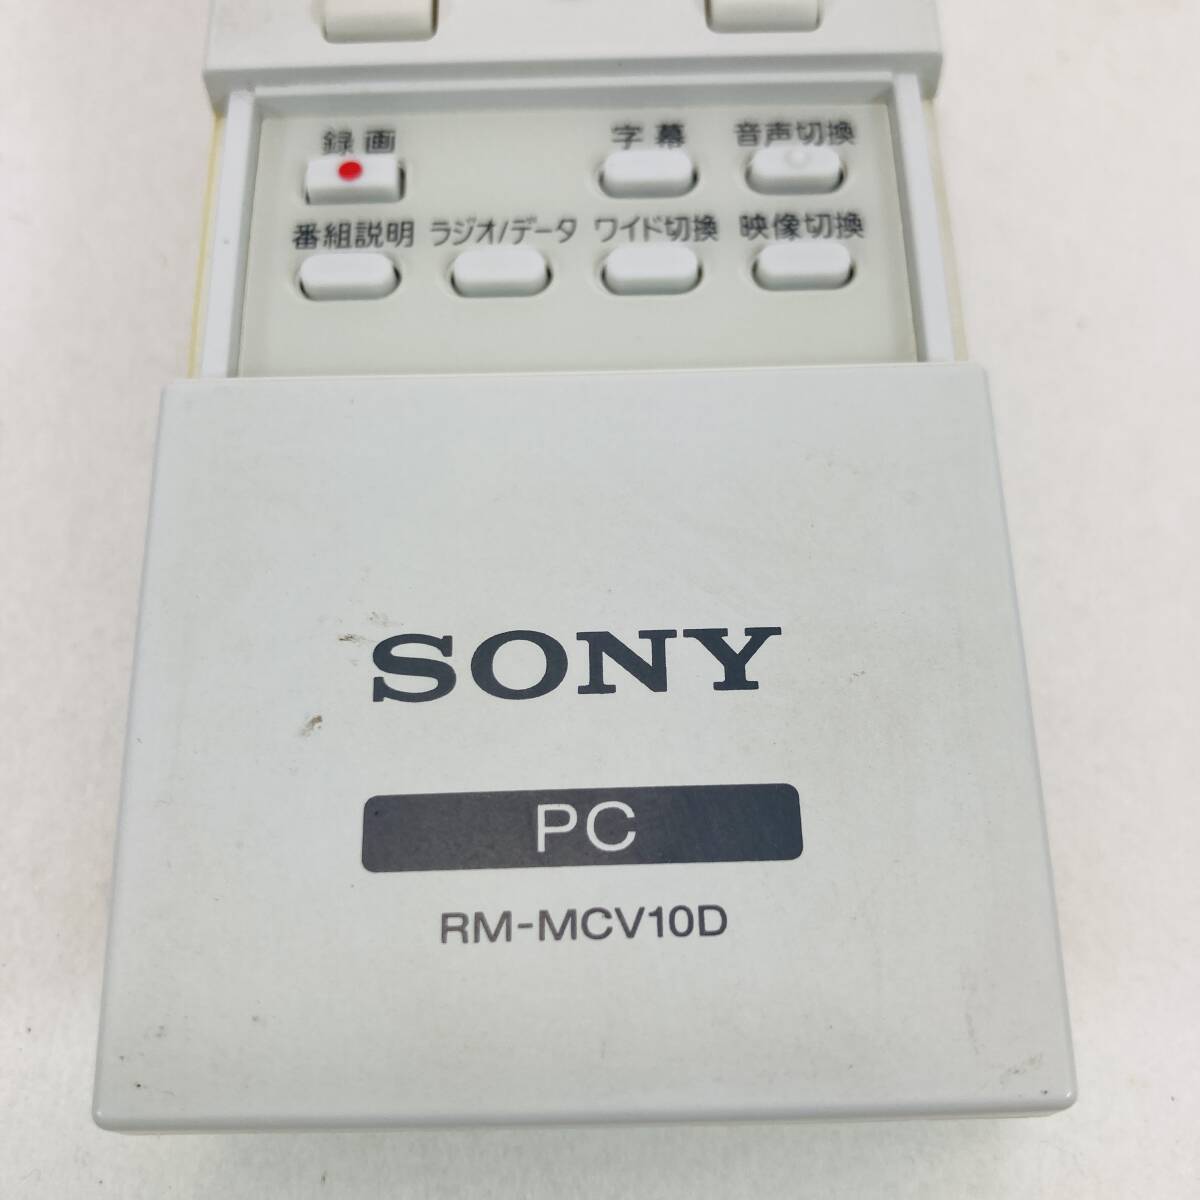 録画 字幕 音声切換
番組説明 ラジオ/データ ワイド切換 映像切換
SONY
PC
RM-MCV10D